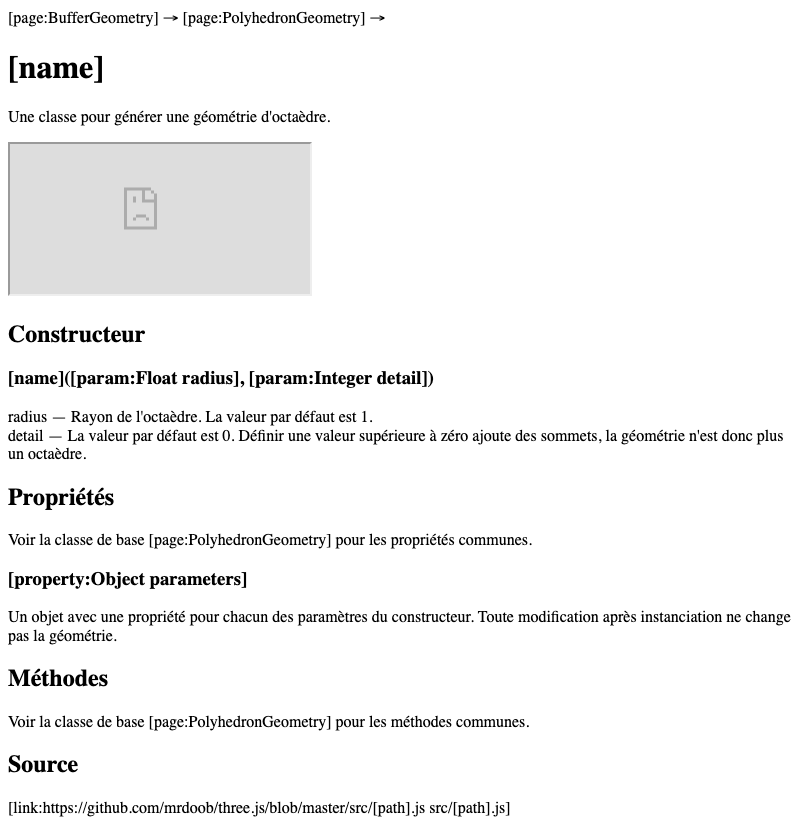 [page:BufferGeometry] → [page:PolyhedronGeometry] →
[name]
Une classe pour générer une géométrie d'octaèdre.
Constructeur
[name]([param:Float radius], [param:Integer detail])
radius — Rayon de l'octaèdre. La valeur par défaut est 1.
detail — La valeur par défaut est 0. Définir une valeur supérieure à zéro ajoute des sommets, la géométrie n'est donc plus
un octaèdre.
Propriétés
Voir la classe de base [page:PolyhedronGeometry] pour les propriétés communes.
[property:Object parameters]
Un objet avec une propriété pour chacun des paramètres du constructeur. Toute modification après instanciation ne change
pas la géométrie.
Méthodes
Voir la classe de base [page:PolyhedronGeometry] pour les méthodes communes.
Source
[link:https://github.com/mrdoob/three.js/blob/master/src/[path].js src/[path].js]